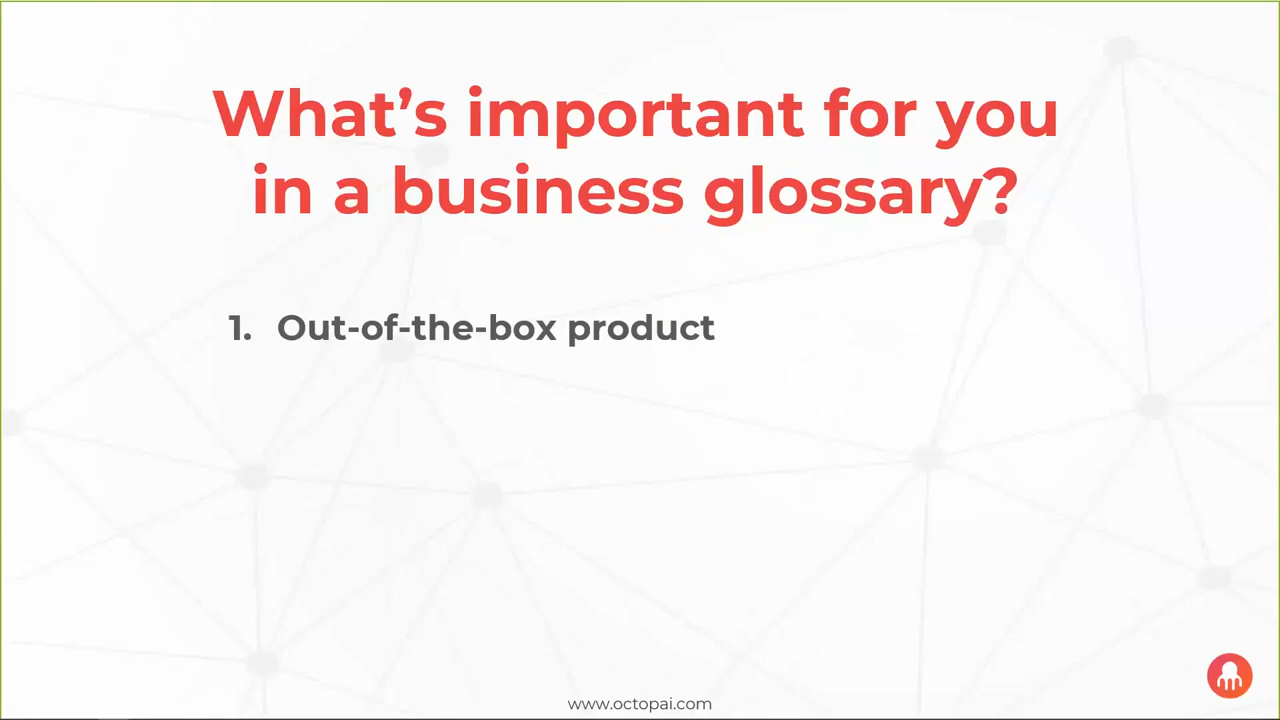 What’s important for you
in a business glossary?
1. Out-of-the-box product
www.octopai.com